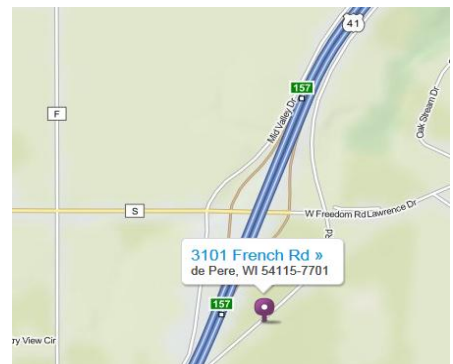 41
157
F
Mid Valley Dr
Oak Stream Dr
S
W Freedom Rd Lawrence Dr
Rd
3101 French Rd »
de Pere, WI 54115-7701
157
ry View Cir